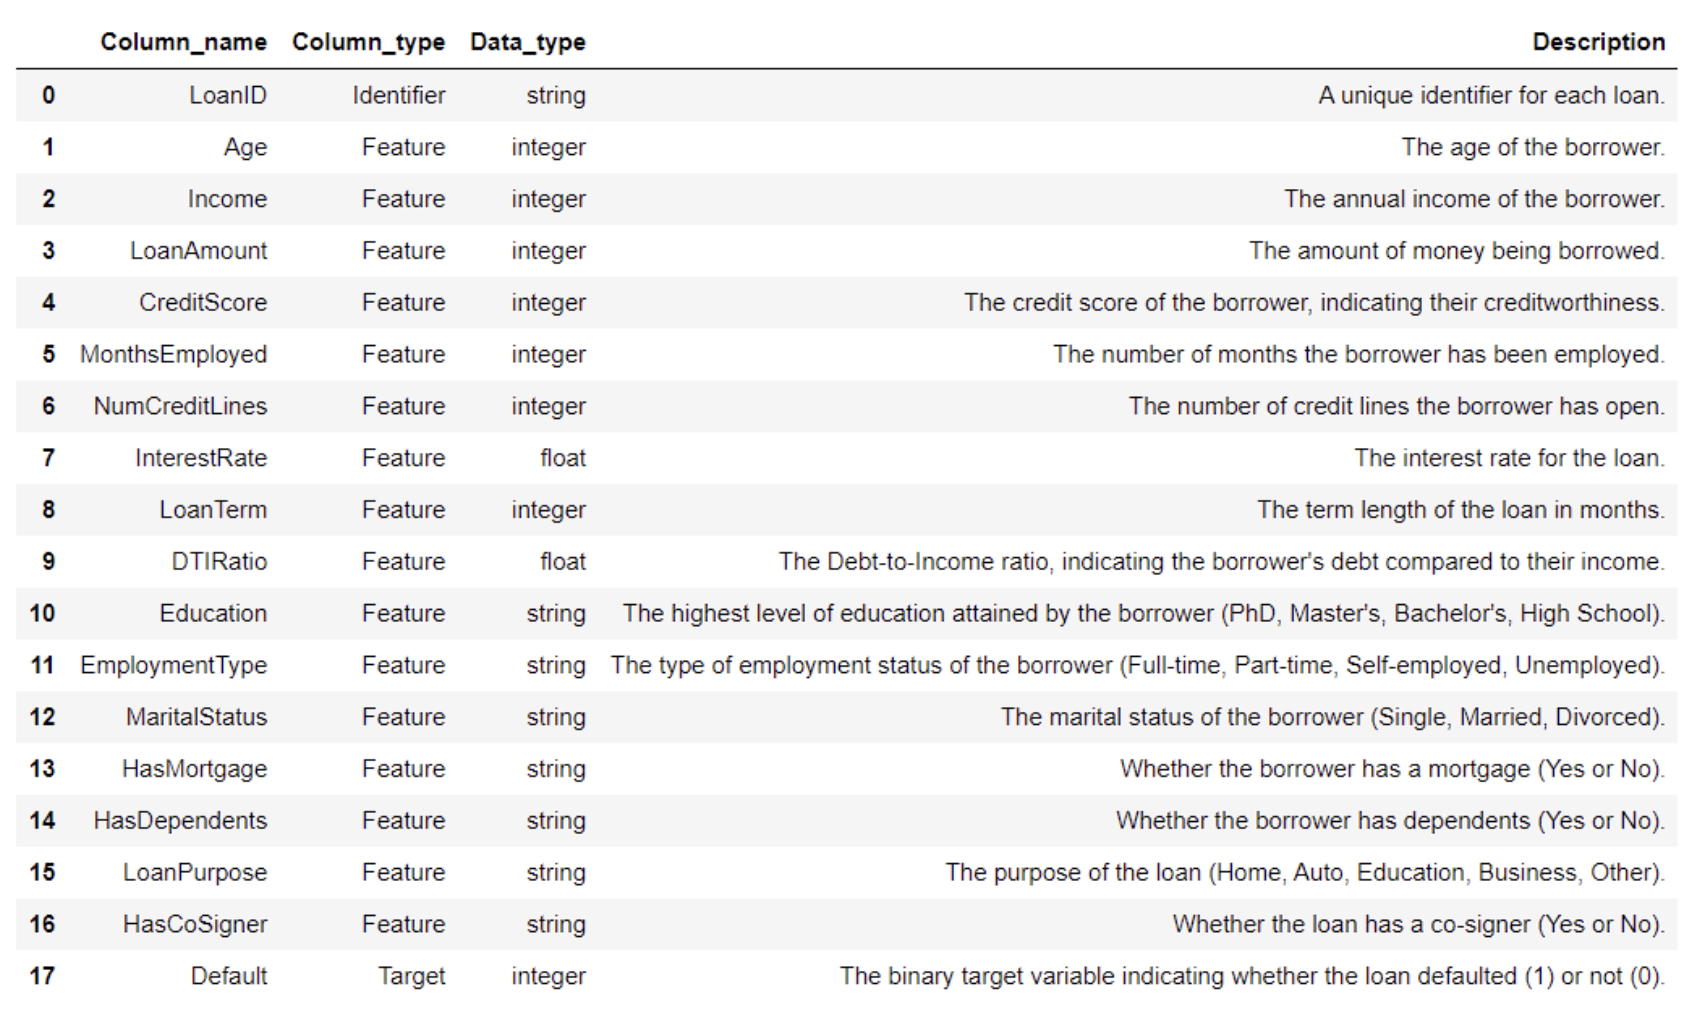 Column_name Column_type Data_type Description
0 LoanID Identifier string A unique identifier for each loan.
1 Age Feature integer The age of the borrower.
2 Income Feature integer The annual income of the borrower.
3 LoanAmount Feature integer The amount of money being borrowed.
4 CreditScore Feature integer The credit score of the borrower, indicating their creditworthiness.
5 MonthsEmployed Feature integer The number of months the borrower has been employed.
6 NumCreditLines Feature integer The number of credit lines the borrower has open.
7 InterestRate Feature float The interest rate for the loan.
8 LoanTerm Feature integer The term length of the loan in months.
9 DTIRatio Feature float The Debt-to-Income ratio, indicating the borrower's debt compared to their income.
10 Education Feature string The highest level of education attained by the borrower (PhD, Master's, Bachelor's, High School).
11 EmploymentType Feature string The type of employment status of the borrower (Full-time, Part-time, Self-employed, Unemployed).
12 MaritalStatus Feature string The marital status of the borrower (Single, Married, Divorced).
13 HasMortgage Feature string Whether the borrower has a mortgage (Yes or No).
14 HasDependents Feature string Whether the borrower has dependents (Yes or No).
15 LoanPurpose Feature string The purpose of the loan (Home, Auto, Education, Business, Other).
16 HasCoSigner Feature string Whether the loan has a co-signer (Yes or No).
17 Default Target integer The binary target variable indicating whether the loan defaulted (1) or not (0).